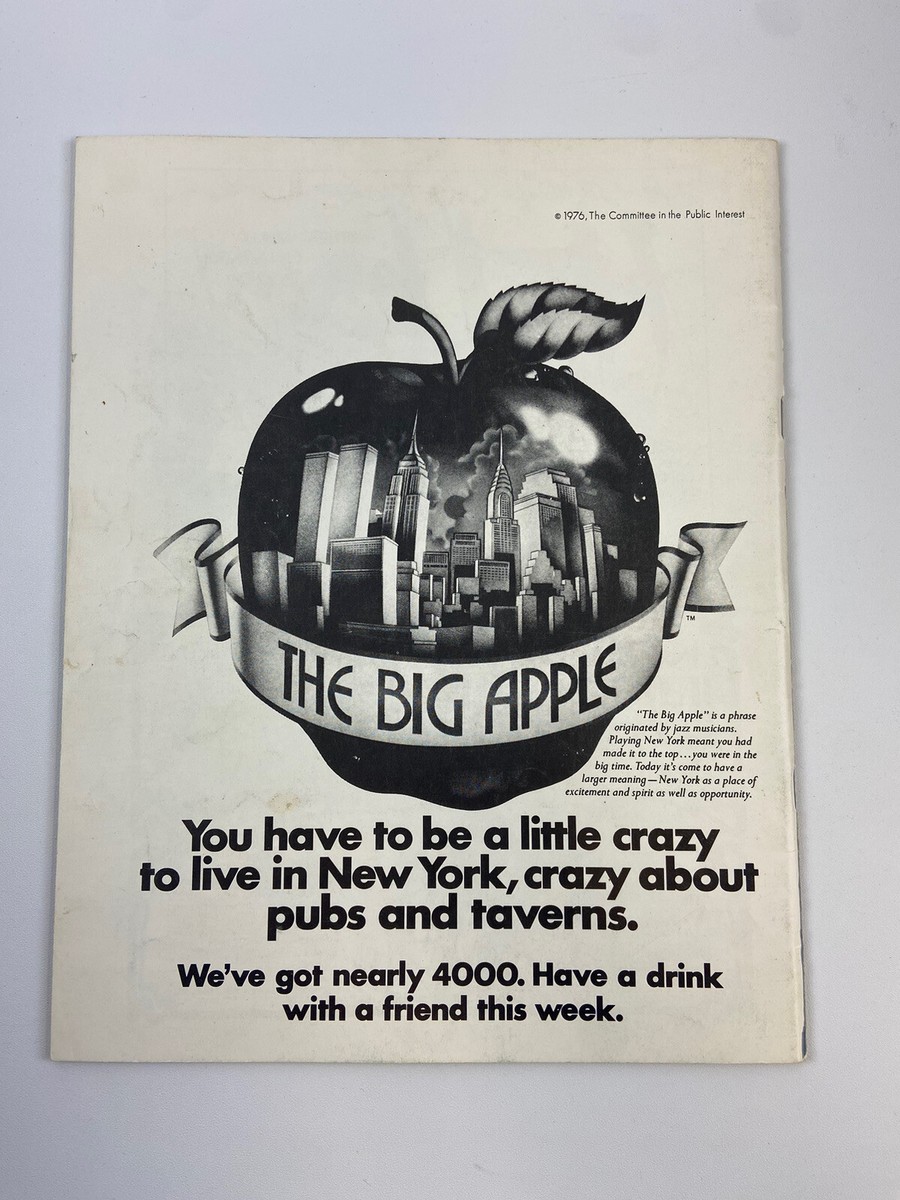 © 1976, The Committee in the Public Interest
THE BIG APPLE
TM
"The Big Apple" is a phrase
originated by jazz musicians.
Playing New York meant you had
made it to the top...you were in the
big time. Today it's come to have a
larger meaning—New York as a place of
excitement and spirit as well as opportunity.
You have to be a little crazy
to live in New York, crazy about
pubs and taverns.
We've got nearly 4000. Have a drink
with a friend this week.